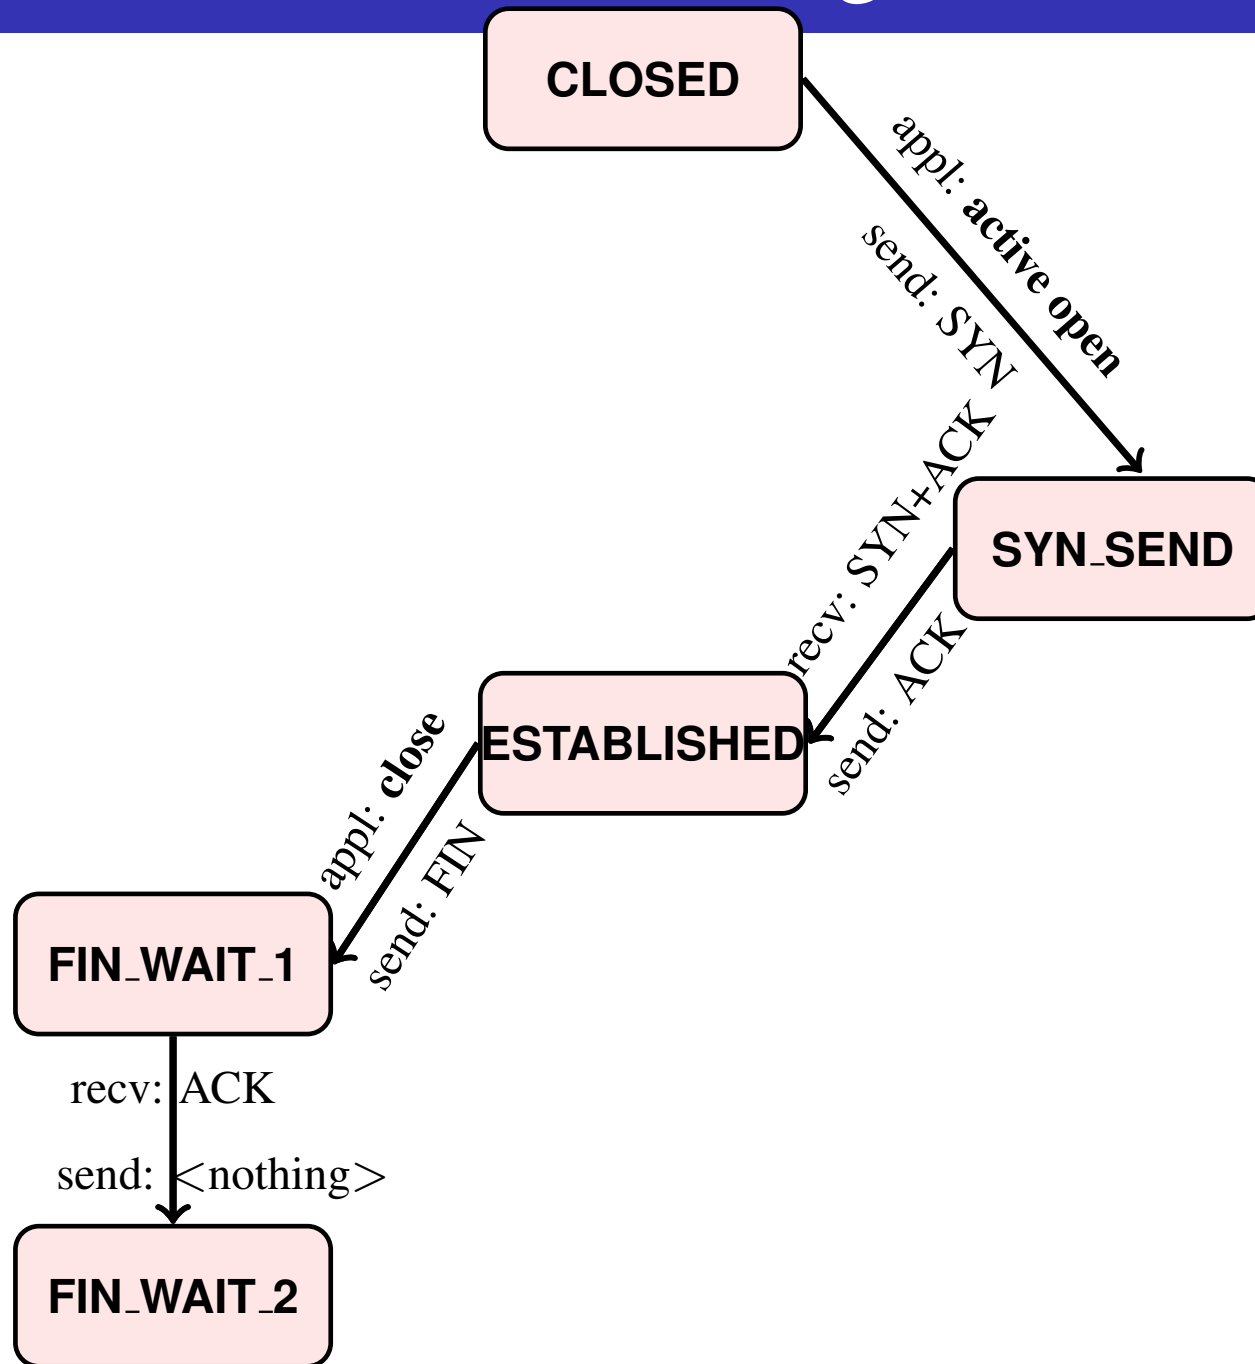 CLOSED
appl: active open
send: SYN
recv: SYN+ACK
SYN_SEND
send: ACK
ESTABLISHED
appl: close
send: FIN
FIN_WAIT_1
recv: ACK
send: <nothing>
FIN_WAIT_2